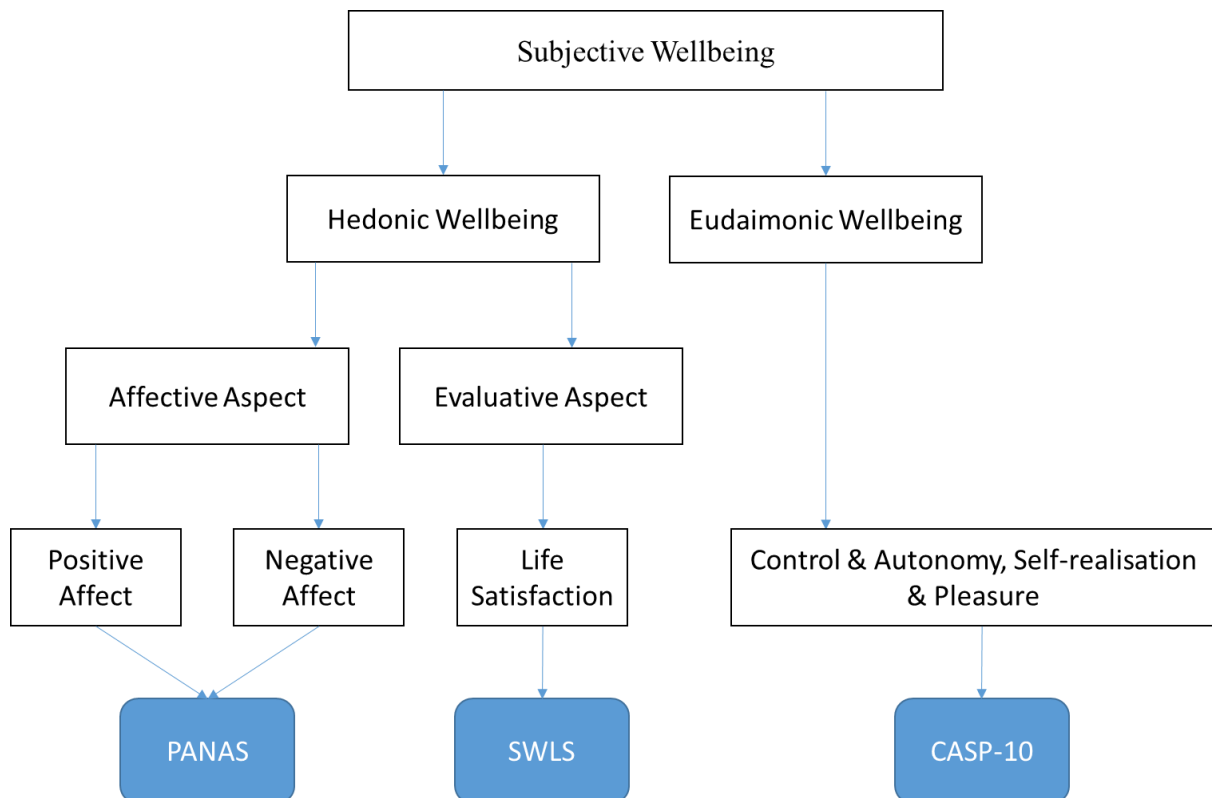 Subjective Wellbeing
Hedonic Wellbeing
Eudaimonic Wellbeing
Affective Aspect
Evaluative Aspect
Positive
Affect
Negative
Affect
Life
Satisfaction
Control & Autonomy, Self-realisation
& Pleasure
PANAS
SWLS
CASP-10